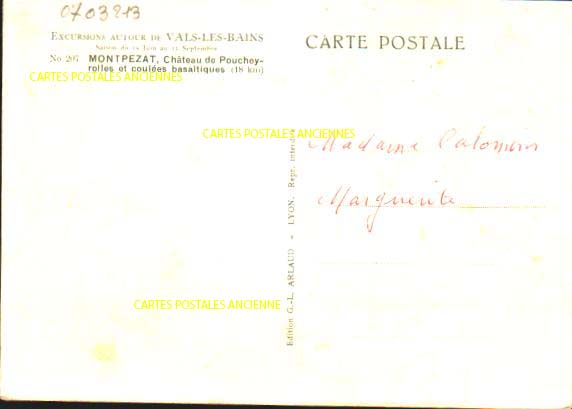 0703213
EXCURSIONS AUTOUR DE VALS-LES-BAINS
Saison du 15 Juin au 15 Septembre
No 207 MONTPEZAT, Château de Pouchey-
rolles et coulées basaltiques (18 km)
CARTES POSTALES ANCIENNES
CARTE POSTALE
CARTES POSTALES ANCIENNES
Madame
Marguerite
Edition G.-L. ARLAUD - LYON. Repr. interdite
CARTES POSTALES ANCIENNE